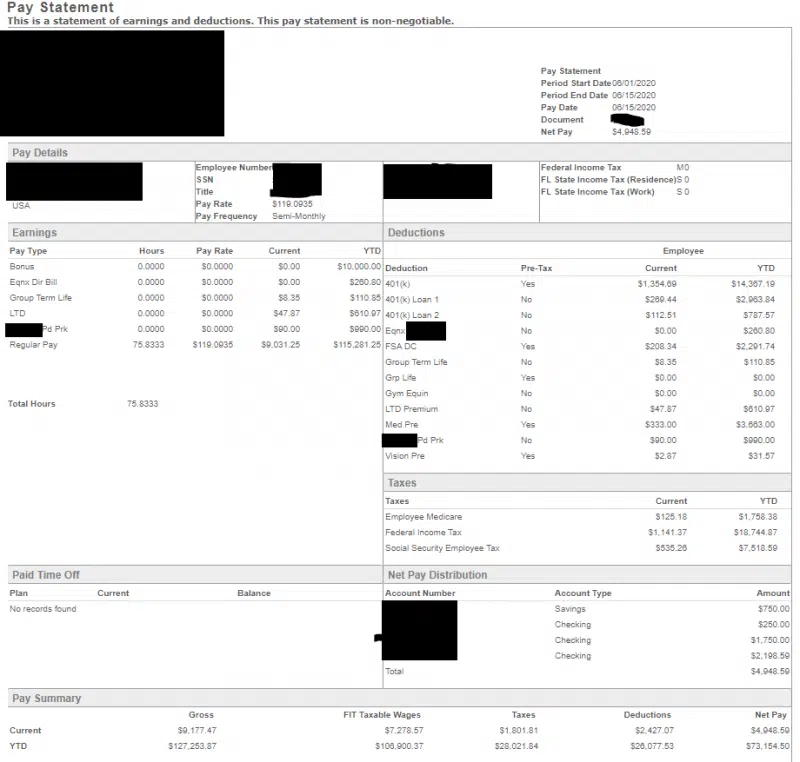 Pay Statement
This is a statement of earnings and deductions. This pay statement is non-negotiable.
Pay Statement
Period Start Date 06/01/2020
Period End Date 06/15/2020
Pay Date 06/15/2020
Document
Net Pay $4,948.59
Pay Details
USA
Employee Number
SSN
Title
Pay Rate $119.0935
Pay Frequency Semi-Monthly
Federal Income Tax M 0
FL State Income Tax (Residence) S 0
FL State Income Tax (Work) S 0
Earnings
Pay Type Hours Pay Rate Current YTD
Bonus 0.0000 $0.0000 $0.00 $10,000.00
Eqnx Dir Bill 0.0000 $0.0000 $0.00 $260.80
Group Term Life 0.0000 $0.0000 $8.35 $110.85
LTD 0.0000 $0.0000 $47.87 $610.97
Pd Prk 0.0000 $0.0000 $90.00 $990.00
Regular Pay 75.8333 $119.0935 $9,031.25 $115,281.25
Total Hours 75.8333
Deductions
Employee
Deduction Pre-Tax Current YTD
401(k) Yes $1,354.69 $14,367.19
401(k) Loan 1 No $269.44 $2,963.84
401(k) Loan 2 No $112.51 $787.57
Eqnx No $0.00 $260.80
FSA DC Yes $208.34 $2,291.74
Group Term Life No $8.35 $110.85
Grp Life Yes $0.00 $0.00
Gym Equin No $0.00 $0.00
LTD Premium No $47.87 $610.97
Med Pre Yes $333.00 $3,663.00
Pd Prk No $90.00 $990.00
Vision Pre Yes $2.87 $31.57
Taxes
Taxes Current YTD
Employee Medicare $125.18 $1,758.38
Federal Income Tax $1,141.37 $18,744.87
Social Security Employee Tax $535.26 $7,518.59
Paid Time Off
Plan Current Balance
No records found
Net Pay Distribution
Account Number Account Type Amount
Savings $750.00
Checking $250.00
Checking $1,750.00
Checking $2,198.59
Total $4,948.59
Pay Summary
Gross FIT Taxable Wages Taxes Deductions Net Pay
Current $9,177.47 $7,278.57 $1,801.81 $2,427.07 $4,948.59
YTD $127,253.87 $106,900.37 $28,021.84 $26,077.53 $73,154.50